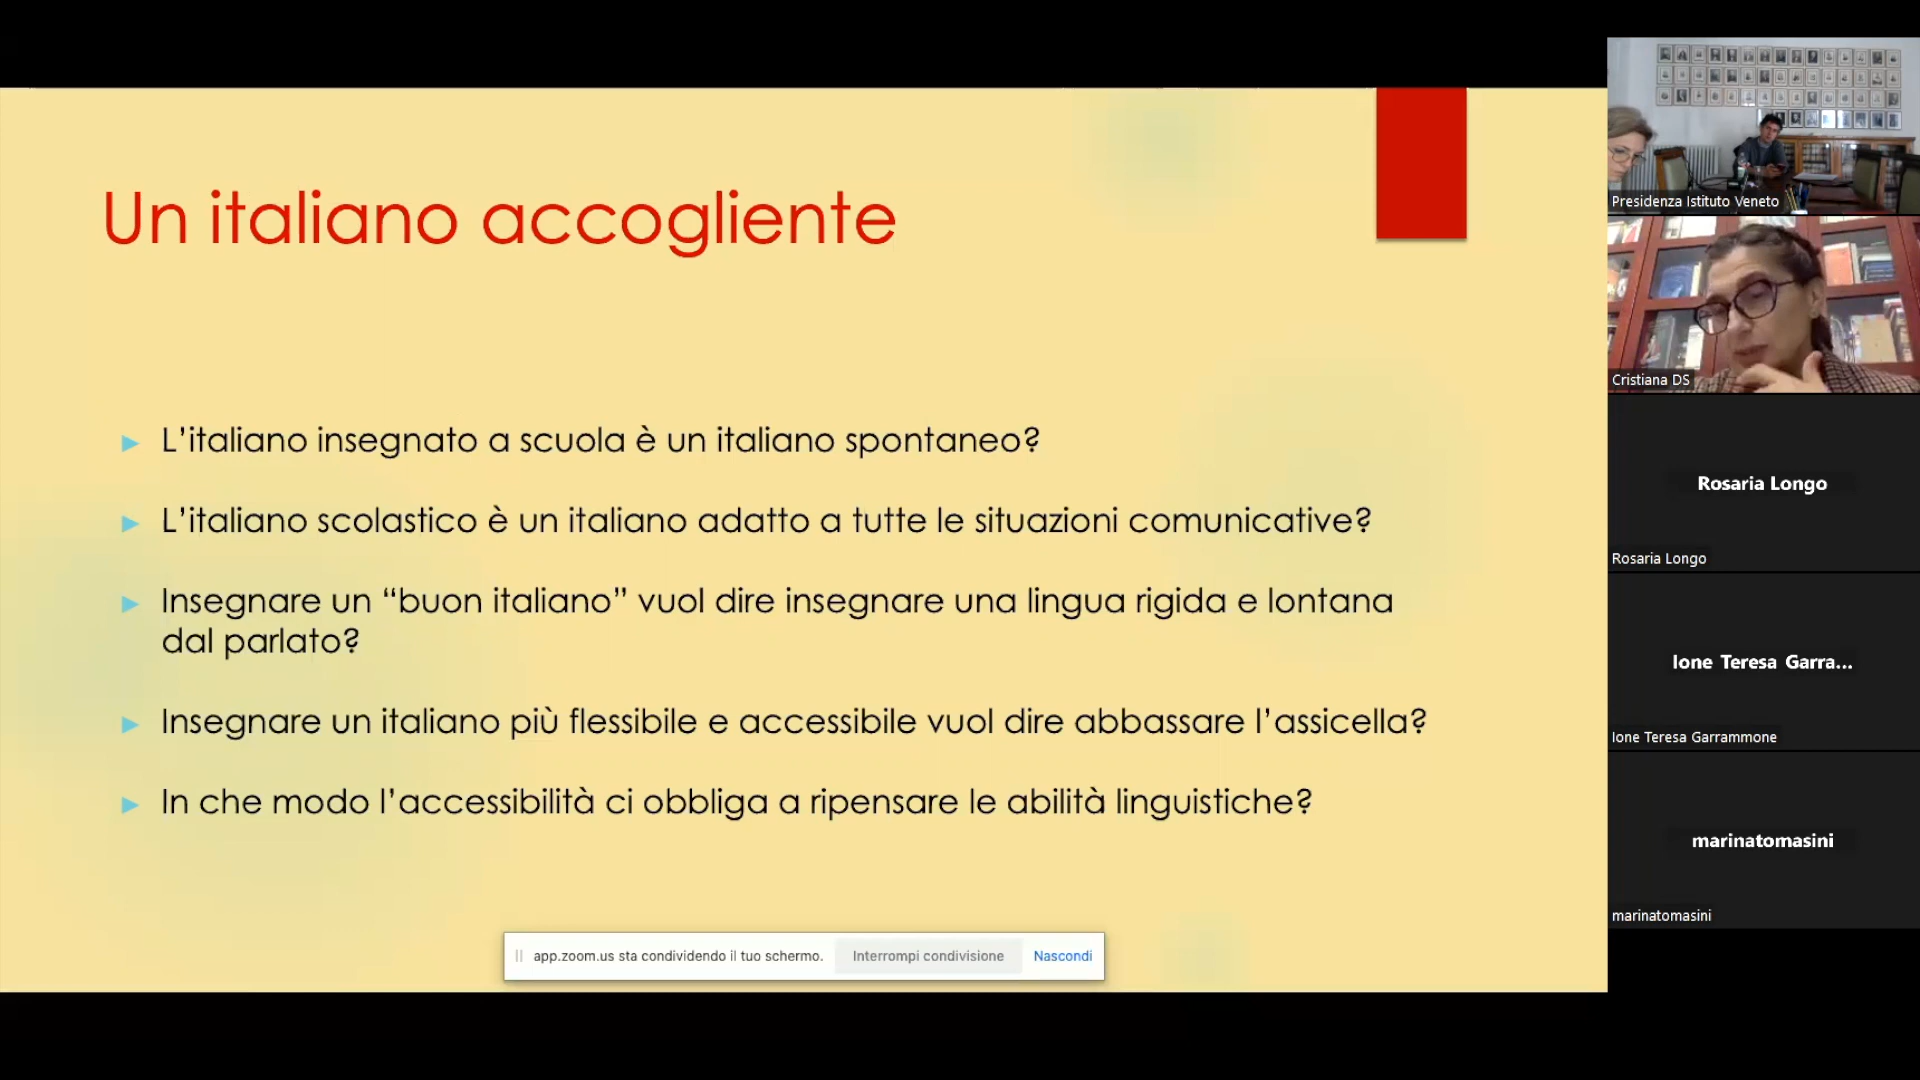 Un italiano accogliente
L’italiano insegnato a scuola è un italiano spontaneo?
L’italiano scolastico è un italiano adatto a tutte le situazioni comunicative?
Insegnare un “buon italiano” vuol dire insegnare una lingua rigida e lontana
dal parlato?
Insegnare un italiano più flessibile e accessibile vuol dire abbassare l’assicella?
In che modo l’accessibilità ci obbliga a ripensare le abilità linguistiche?
app.zoom.us sta condividendo il tuo schermo. Interrompi condivisione Nascondi
Presidenza Istituto Veneto
Cristiana DS
Rosaria Longo
Rosaria Longo
Ione Teresa Garra...
Ione Teresa Garrammone
marinatomasini
marinatomasini